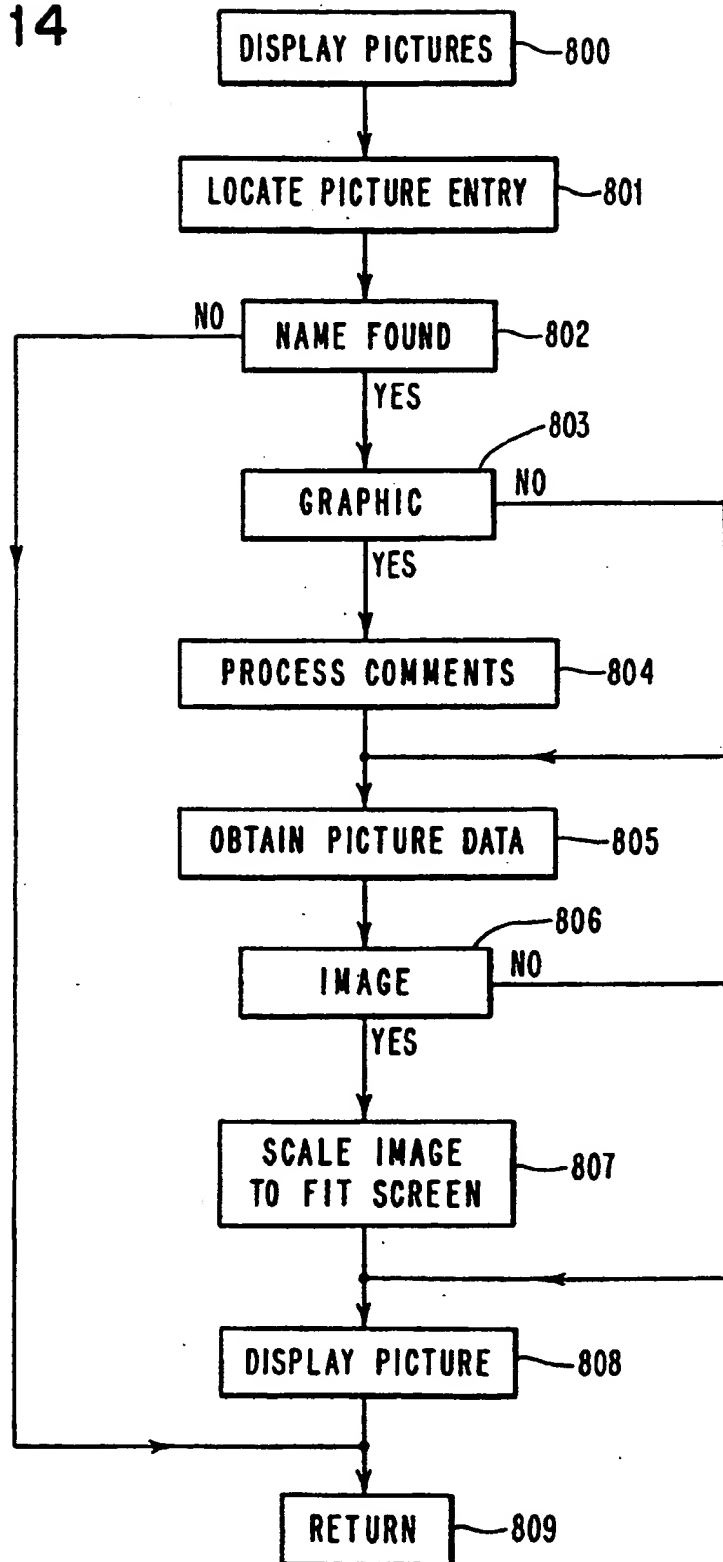 14
DISPLAY PICTURES 800
LOCATE PICTURE ENTRY 801
NO
NAME FOUND 802
YES
803
GRAPHIC
NO
YES
PROCESS COMMENTS 804
OBTAIN PICTURE DATA 805
806
IMAGE
NO
YES
SCALE IMAGE
TO FIT SCREEN
807
DISPLAY PICTURE 808
RETURN 809